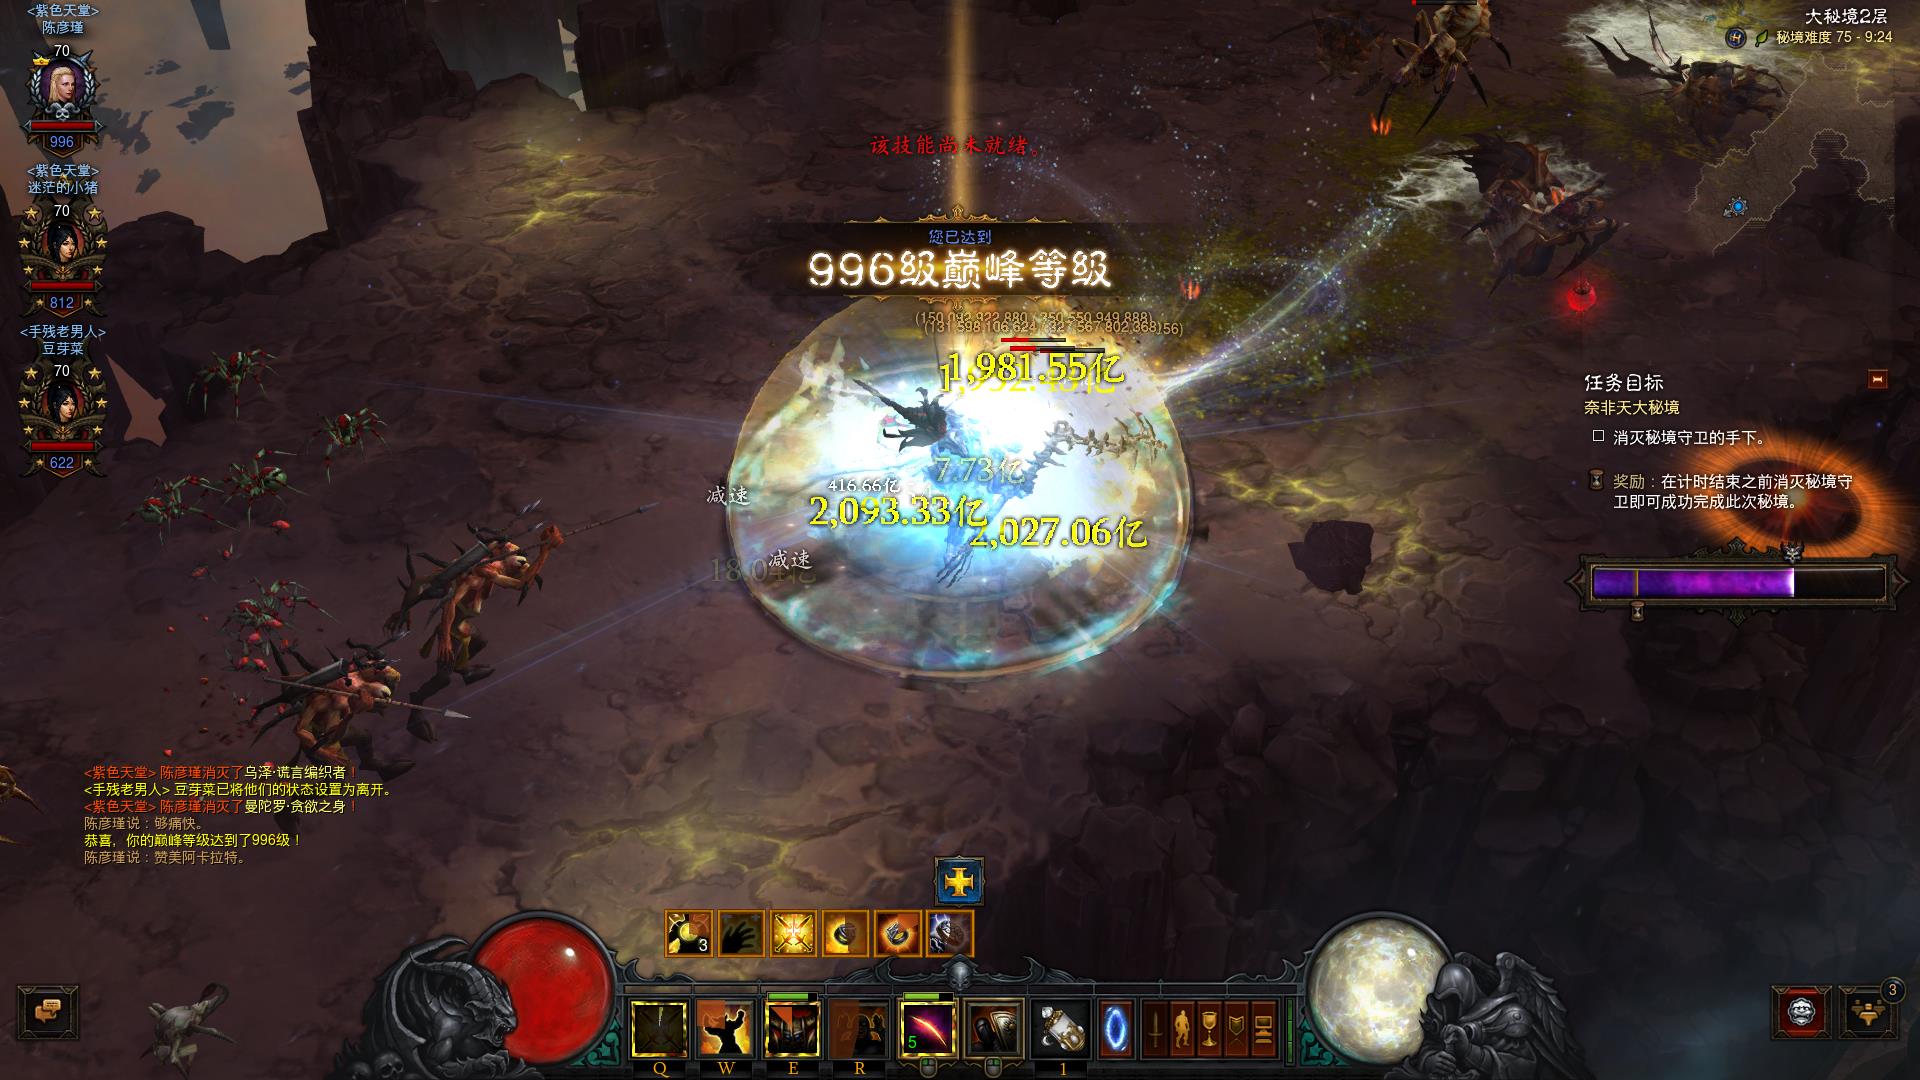 <紫色天堂>
陈彦瑾
70
996
<紫色天堂>
迷茫的小猪
70
812
<手残老男人>
豆芽菜
70
622
大秘境2层
秘境难度 75 - 9:24
该技能尚未就绪。
您已达到
996级巅峰等级
1,981.55亿
7.73亿
416.66亿
2,093.33亿
2,027.06亿
减速
减速
18.04亿
任务目标
奈非天大秘境
消灭秘境守卫的手下。
奖励：在计时结束之前消灭秘境守
卫即可成功完成此次秘境。
<紫色天堂> 陈彦瑾消灭了乌泽·谎言编织者！
<手残老男人> 豆芽菜已将他们的状态设置为离开。
<紫色天堂> 陈彦瑾消灭了曼陀罗·贪欲之身！
陈彦瑾说：够痛快。
恭喜，你的巅峰等级达到了996级！
陈彦瑾说：赞美阿卡拉特。
3
5
Q W E R 1
3